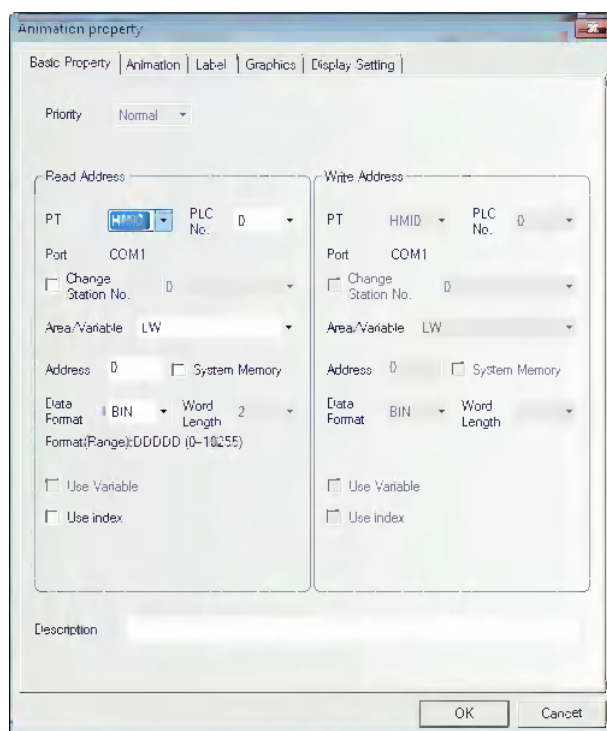 Animation property
Basic Property Animation Label Graphics Display Setting
Priority Normal
Read Address
PT HMI0 PLC No. 0
Port COM1
Change Station No. 0
Area/Variable LW
Address 0 System Memory
Data Format BIN Word Length 2
Format(Range):DDDDD (0~10255)
Use Variable
Use index
Write Address
PT HMI0 PLC No. 0
Port COM1
Change Station No. 0
Area/Variable LW
Address 0 System Memory
Data Format BIN Word Length
Use Variable
Use index
Description
OK Cancel